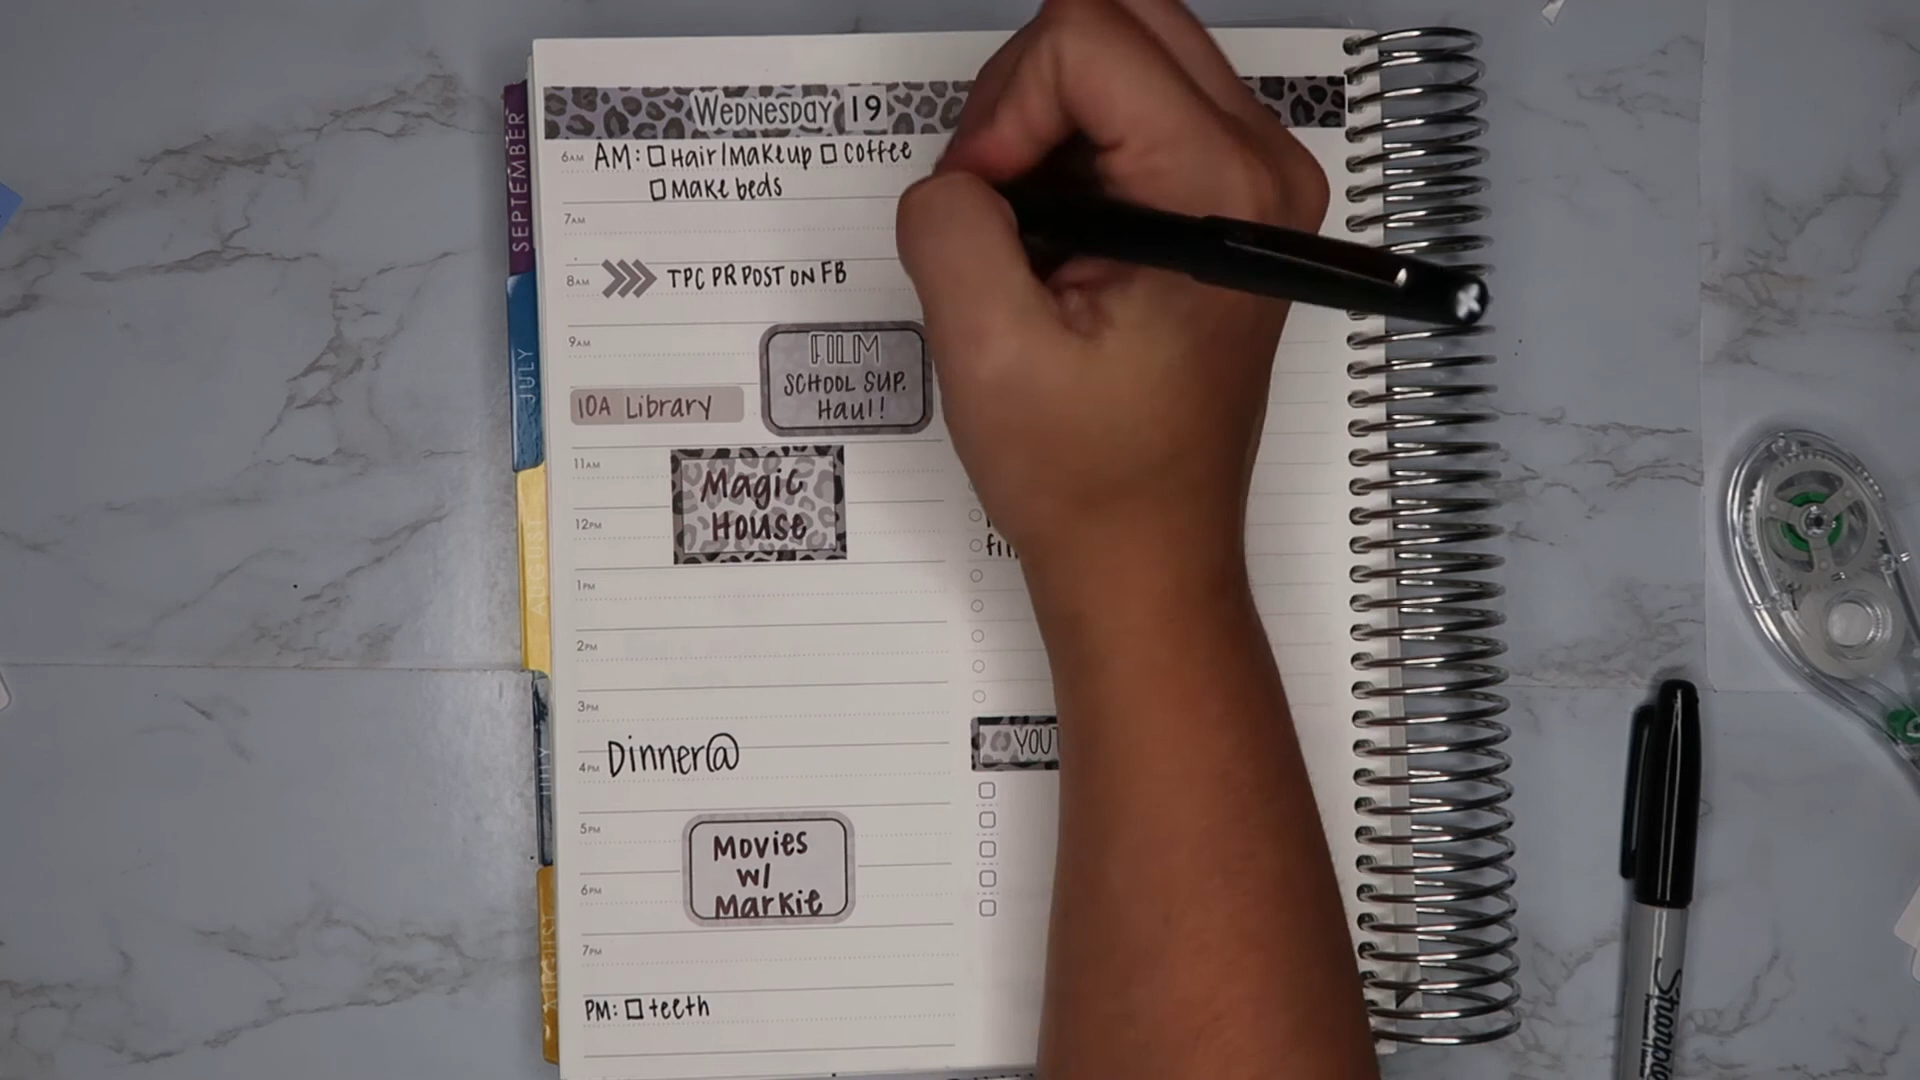 Wednesday 19
6AM AM: Hair/Makeup Coffee
Make beds
7AM
8AM TPC PR POST ON FB
9AM
FILM
SCHOOL SUP.
Haul!
10A Library
11AM
Magic
House
12PM
1PM
2PM
3PM
4PM Dinner@
5PM
Movies
w/
Markie
6PM
7PM
PM: teeth
SEPTEMBER
JULY
AUGUST
JULY
AUGUST
Sharpie